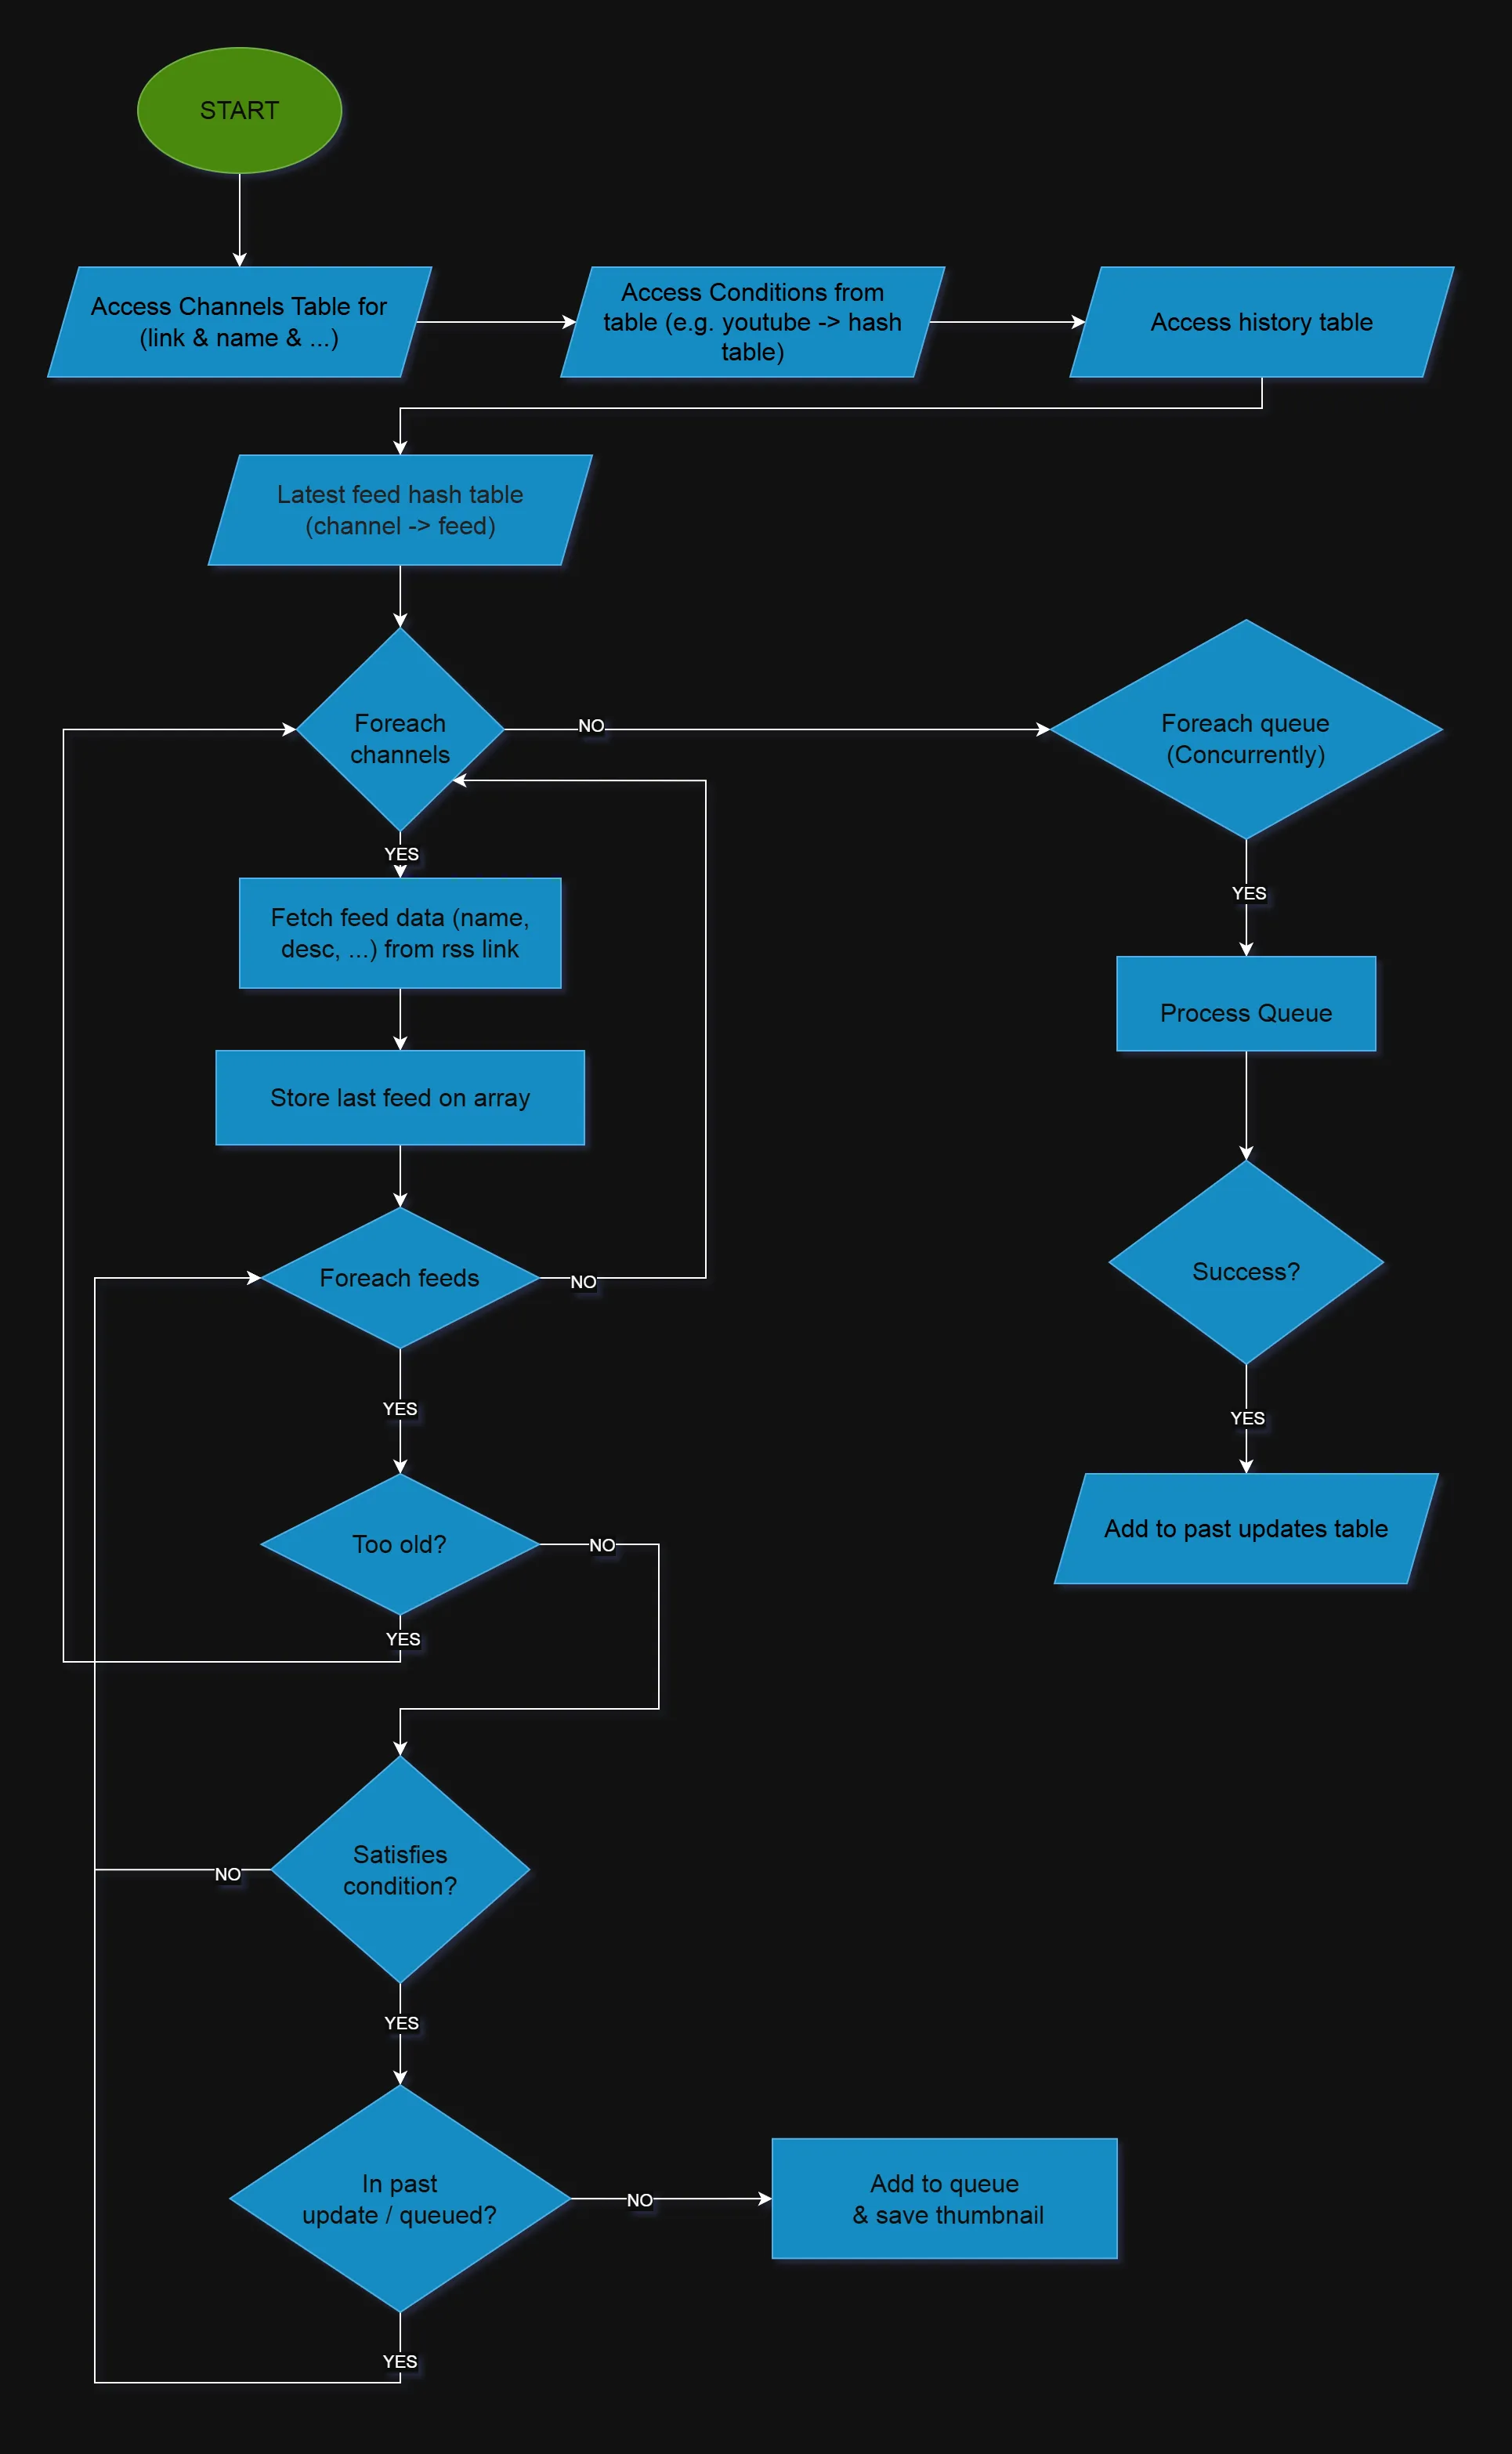 START
Access Channels Table for
(link & name & ...)
Access Conditions from
table (e.g. youtube -> hash
table)
Access history table
Latest feed hash table
(channel -> feed)
Foreach
channels
NO
Foreach queue
(Concurrently)
YES
Fetch feed data (name,
desc, ...) from rss link
YES
Process Queue
Store last feed on array
Foreach feeds
NO
Success?
YES
YES
Too old?
NO
Add to past updates table
YES
Satisfies
condition?
NO
YES
In past
update / queued?
NO
Add to queue
& save thumbnail
YES